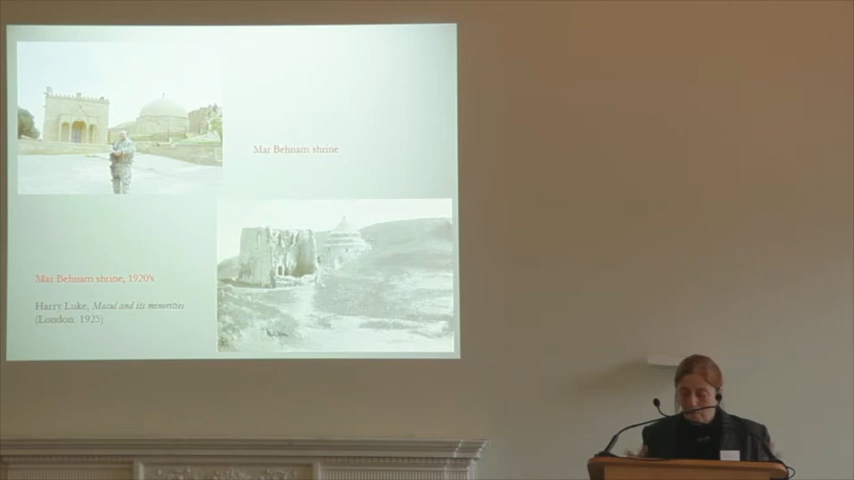 Mar Behnam shrine
Mar Behnam shrine, 1920's
Harry Luke, Mosul and its minorities
(London. 1925)